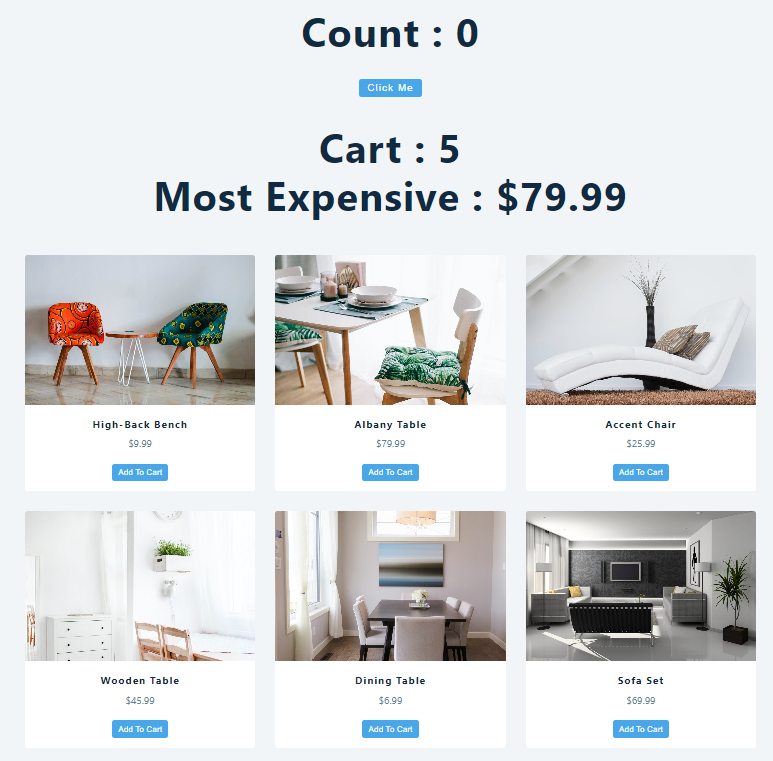 Count : 0
Click Me
Cart : 5
Most Expensive : $79.99
High-Back Bench
$9.99
Add To Cart
Albany Table
$79.99
Add To Cart
Accent Chair
$25.99
Add To Cart
Wooden Table
$45.99
Add To Cart
Dining Table
$6.99
Add To Cart
Sofa Set
$69.99
Add To Cart